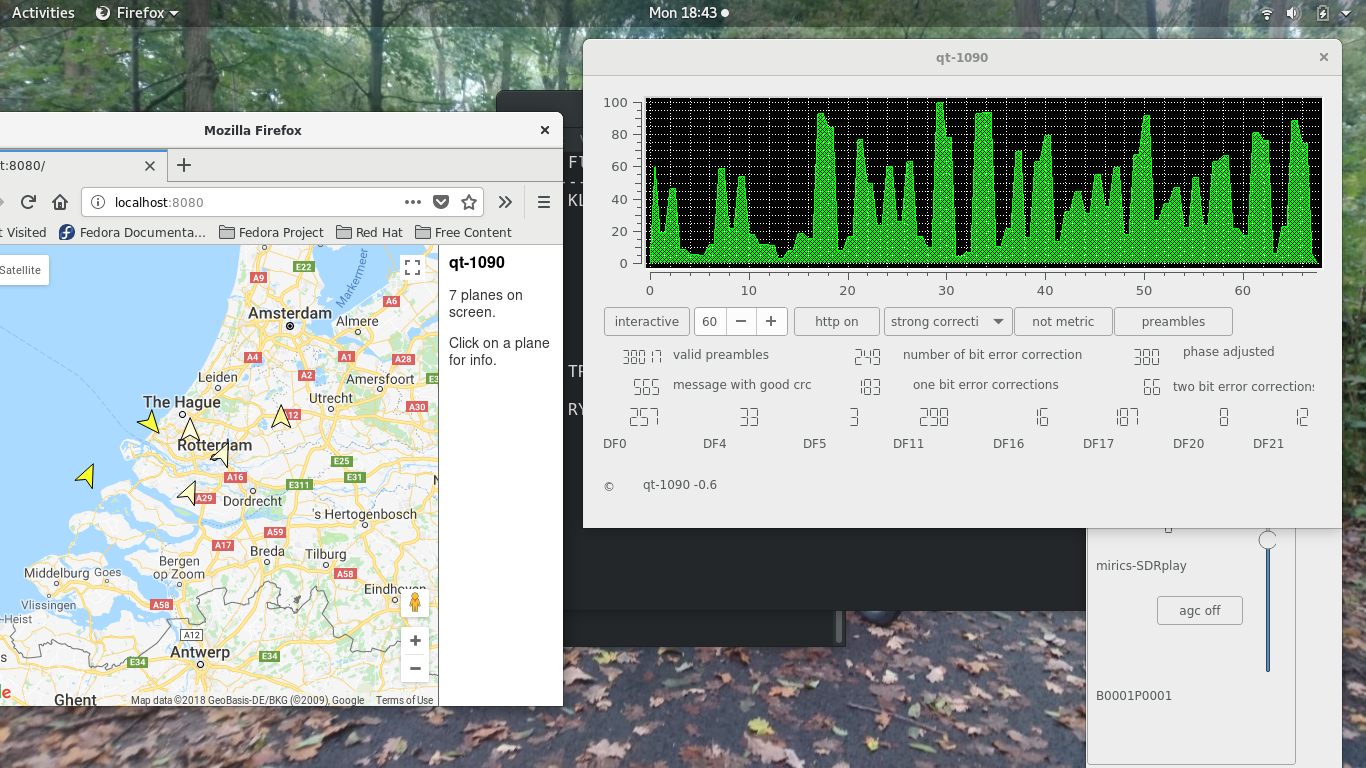 Activities
Firefox
Mon 18:43
qt-1090
Mozilla Firefox
t:8080/
localhost:8080
t Visited
Fedora Documenta...
Fedora Project
Red Hat
Free Content
Satellite
qt-1090
7 planes on
screen.
Click on a plane
for info.
Markermeer
E22
A9
A6
Amsterdam
Almere
A4
A1
A28
A2
Leiden
Amersfoort
Utrecht
The Hague
A12
A30
Rotterdam
E25
A16
E31
E311
A29
Dordrecht
's Hertogenbosch
A59
A17
Breda
Tilburg
Bergen
op Zoom
A58
Middelburg
Goes
Eindhov
Vlissingen
A58
-Heist
A12
Antwerp
E34
E34
Ghent
Map data ©2018 GeoBasis-DE/BKG (©2009), Google
Terms of Use
KL
RY
100
80
60
40
20
0
0
10
20
30
40
50
60
interactive
60
http on
strong correcti
not metric
preambles
38017 valid preambles
249 number of bit error correction
380 phase adjusted
565 message with good crc
183 one bit error corrections
66 two bit error corrections
257
33
3
298
16
187
8
12
DF0
DF4
DF5
DF11
DF16
DF17
DF20
DF21
© qt-1090 -0.6
mirics-SDRplay
agc off
B0001P0001